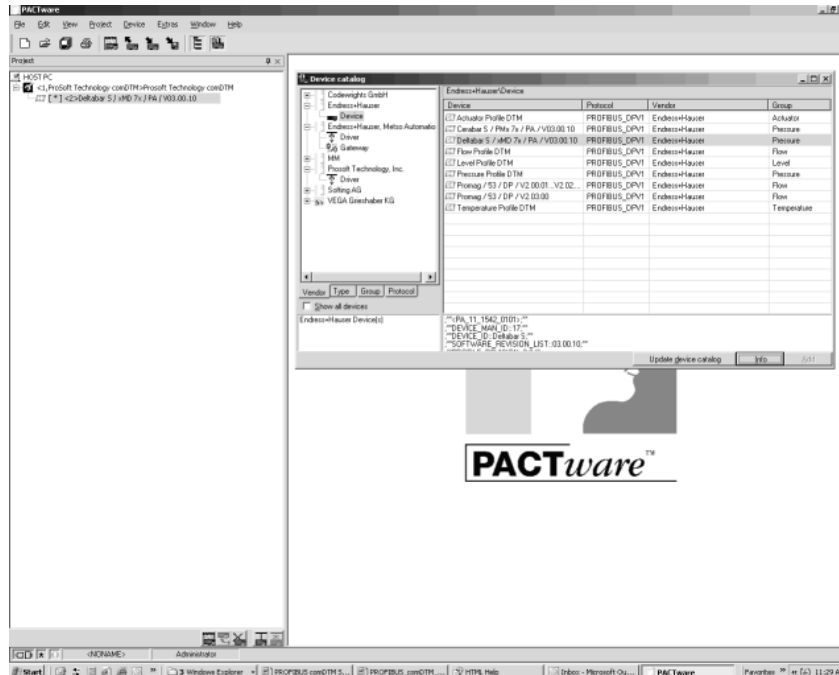 PACTware
File Edit View Project Device Extras Window Help
Project
HOST PC
<1,ProSoft Technology comDTM>Prosoft Technology comDTM
[ * ] <2>Deltabar S / xMD 7x / PA / V03.00.10
Device catalog
Codewrights GmbH
Endress+Hauser
Device
Endress+Hauser, Metso Automatio
Driver
Gateway
MM
Prosoft Technology, Inc.
Driver
Softing AG
VEGA Grieshaber KG
Vendor Type Group Protocol
Show all devices
Endress+Hauser Device(s)
Endress+Hauser\Device
Device Protocol Vendor Group
Actuator Profile DTM PROFIBUS_DPV1 Endress+Hauser Actuator
Cerabar S / PMx 7x / PA / V03.00.10 PROFIBUS_DPV1 Endress+Hauser Pressure
Deltabar S / xMD 7x / PA / V03.00.10 PROFIBUS_DPV1 Endress+Hauser Pressure
Flow Profile DTM PROFIBUS_DPV1 Endress+Hauser Flow
Level Profile DTM PROFIBUS_DPV1 Endress+Hauser Level
Pressure Profile DTM PROFIBUS_DPV1 Endress+Hauser Pressure
Promag / 53 / DP / V2.00.01...V2.02... PROFIBUS_DPV1 Endress+Hauser Flow
Promag / 53 / DP / V2.03.00 PROFIBUS_DPV1 Endress+Hauser Flow
Temperature Profile DTM PROFIBUS_DPV1 Endress+Hauser Temperature
;""<PA_11_1542_0101>;""
;""DEVICE_MAN_ID::17;""
;""DEVICE_ID::Deltabar S;""
;""SOFTWARE_REVISION_LIST::03.00.10;""
Update device catalog Info Add
PACTware™
<NONAME> Administrator
Start 3 Windows Explorer PROFIBUS comDTM S... PROFIBUS comDTM ... HTML Help Inbox - Microsoft Ou... PACTware Favorites » 11:29 A